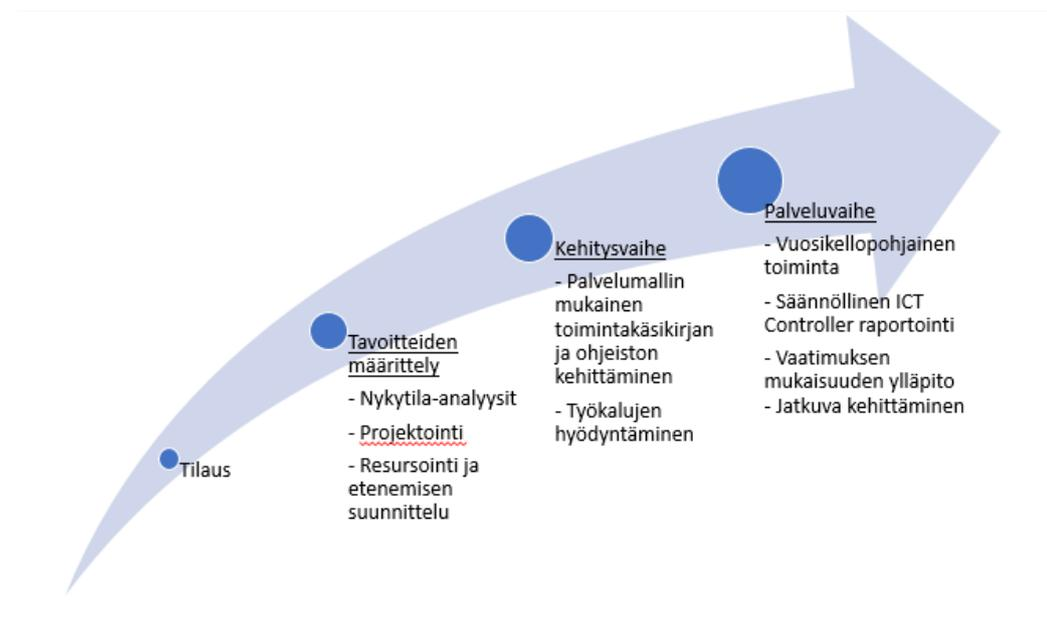 Tilaus
Tavoitteiden
määrittely
- Nykytila-analyysit
- Projektointi
- Resursointi ja
etenemisen
suunnittelu
Kehitysvaihe
- Palvelumallin
mukainen
toimintakäsikirjan
ja ohjeiston
kehittäminen
- Työkalujen
hyödyntäminen
Palveluvaihe
- Vuosikellopohjainen
toiminta
- Säännöllinen ICT
Controller raportointi
- Vaatimuksen
mukaisuuden ylläpito
- Jatkuva kehittäminen